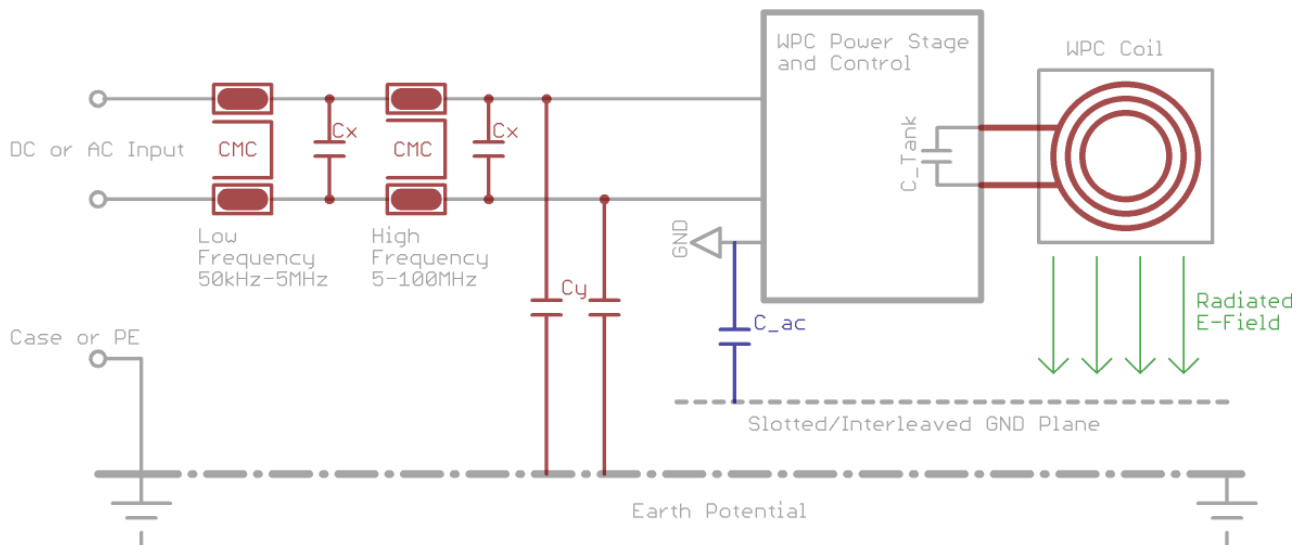 WPC Power Stage
and Control
WPC Coil
DC or AC Input
CMC
Cx
CMC
Cx
C_Tank
Low
Frequency
50kHz-5MHz
High
Frequency
5-100MHz
GND
Cy
C_ac
Radiated
E-Field
Case or PE
Slotted/Interleaved GND Plane
Earth Potential